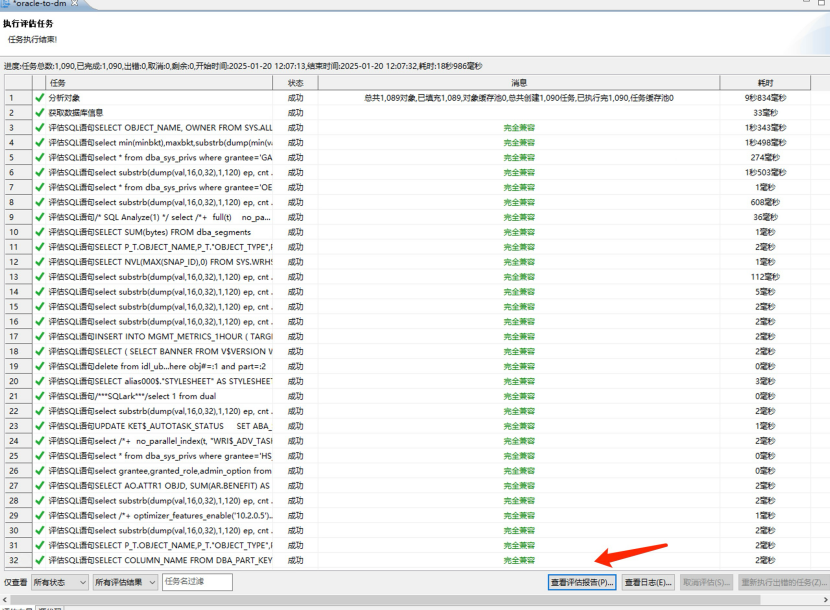 *oracle-to-dm
执行评估任务
任务执行结束!
进度:任务总数:1,090,已完成:1,090,出错:0,取消:0,剩余:0,开始时间:2025-01-20 12:07:13,结束时间:2025-01-20 12:07:32,耗时:18秒986毫秒
任务 状态 消息 耗时
1 分析对象 成功 总共1,089对象,已填充1,089,对象缓存池0,总共创建1,090任务,已执行完1,090,任务缓存池0 9秒834毫秒
2 获取数据库信息 成功 33毫秒
3 评估SQL语句SELECT OBJECT_NAME, OWNER FROM SYS.ALL 成功 完全兼容 1秒343毫秒
4 评估SQL语句select min(minbkt),maxbkt,substrb(dump(min(va 成功 完全兼容 1秒498毫秒
5 评估SQL语句select * from dba_sys_privs where grantee='GA 成功 完全兼容 274毫秒
6 评估SQL语句select substrb(dump(val,16,0,32),1,120) ep, cnt . 成功 完全兼容 1秒503毫秒
7 评估SQL语句select * from dba_sys_privs where grantee='OE 成功 完全兼容 1毫秒
8 评估SQL语句select substrb(dump(val,16,0,32),1,120) ep, cnt . 成功 完全兼容 608毫秒
9 评估SQL语句/* SQL Analyze(1) */ select /*+ full(t) no_pa... 成功 完全兼容 36毫秒
10 评估SQL语句SELECT SUM(bytes) FROM dba_segments 成功 完全兼容 1毫秒
11 评估SQL语句SELECT P_T.OBJECT_NAME,P_T."OBJECT_TYPE",F 成功 完全兼容 2毫秒
12 评估SQL语句SELECT NVL(MAX(SNAP_ID),0) FROM SYS.WRHS 成功 完全兼容 1毫秒
13 评估SQL语句select substrb(dump(val,16,0,32),1,120) ep, cnt . 成功 完全兼容 112毫秒
14 评估SQL语句select substrb(dump(val,16,0,32),1,120) ep, cnt . 成功 完全兼容 5毫秒
15 评估SQL语句select substrb(dump(val,16,0,32),1,120) ep, cnt . 成功 完全兼容 2毫秒
16 评估SQL语句select substrb(dump(val,16,0,32),1,120) ep, cnt . 成功 完全兼容 2毫秒
17 评估SQL语句INSERT INTO MGMT_METRICS_1HOUR ( TARG 成功 完全兼容 2毫秒
18 评估SQL语句SELECT ( SELECT BANNER FROM V$VERSION W 成功 完全兼容 2毫秒
19 评估SQL语句delete from idl_ub...here obj#=:1 and part=:2 成功 完全兼容 0毫秒
20 评估SQL语句SELECT alias000$."STYLESHEET" AS STYLESHEET 成功 完全兼容 3毫秒
21 评估SQL语句/***SQLark***/select 1 from dual 成功 完全兼容 0毫秒
22 评估SQL语句select substrb(dump(val,16,0,32),1,120) ep, cnt . 成功 完全兼容 2毫秒
23 评估SQL语句UPDATE KET$_AUTOTASK_STATUS SET ABA_ 成功 完全兼容 1毫秒
24 评估SQL语句select /*+ no_parallel_index(t, "WRI$_ADV_TASK 成功 完全兼容 2毫秒
25 评估SQL语句select * from dba_sys_privs where grantee='HS_ 成功 完全兼容 0毫秒
26 评估SQL语句select grantee,granted_role,admin_option from 成功 完全兼容 0毫秒
27 评估SQL语句SELECT AO.ATTR1 OBJD, SUM(AR.BENEFIT) AS 成功 完全兼容 2毫秒
28 评估SQL语句select substrb(dump(val,16,0,32),1,120) ep, cnt . 成功 完全兼容 2毫秒
29 评估SQL语句select /*+ optimizer_features_enable('10.2.0.5').. 成功 完全兼容 1毫秒
30 评估SQL语句select substrb(dump(val,16,0,32),1,120) ep, cnt . 成功 完全兼容 2毫秒
31 评估SQL语句SELECT P_T.OBJECT_NAME,P_T."OBJECT_TYPE",F 成功 完全兼容 2毫秒
32 评估SQL语句SELECT COLUMN_NAME FROM DBA_PART_KEY 成功 完全兼容 2毫秒
仅查看 所有状态 所有评估结果 任务名过滤 查看评估报告(P)... 查看日志(E)... 取消评估(S)... 重新执行出错的任务(Z)...